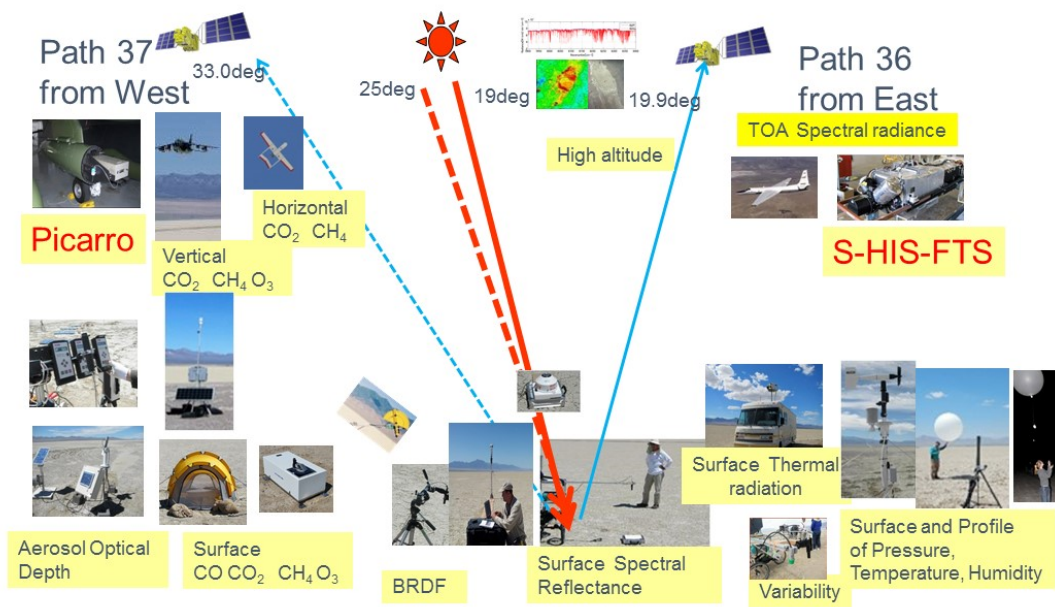 Path 37
from West
33.0deg
25deg
19deg
19.9deg
Path 36
from East
TOA Spectral radiance
High altitude
Picarro
Horizontal
CO₂ CH₄
Vertical
CO₂ CH₄ O₃
S-HIS-FTS
Surface Thermal
radiation
Aerosol Optical
Depth
Surface
CO CO₂ CH₄ O₃
BRDF
Surface Spectral
Reflectance
Variability
Surface and Profile
of Pressure,
Temperature, Humidity